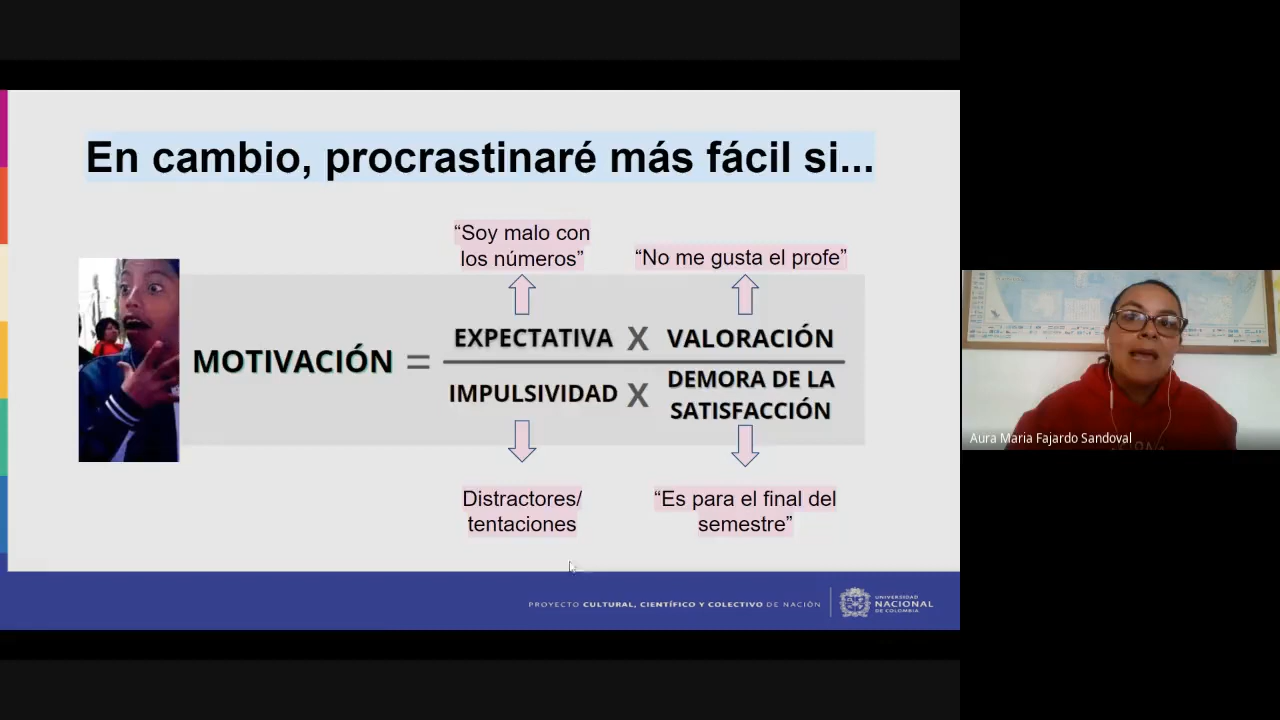 En cambio, procrastinaré más fácil si...
“Soy malo con
los números”
“No me gusta el profe”
MOTIVACIÓN =
EXPECTATIVA X VALORACIÓN
IMPULSIVIDAD X DEMORA DE LA
SATISFACCIÓN
Distractores/
tentaciones
“Es para el final del
semestre”
PROYECTO CULTURAL, CIENTÍFICO Y COLECTIVO DE NACIÓN
UNIVERSIDAD
NACIONAL
DE COLOMBIA
Aura Maria Fajardo Sandoval